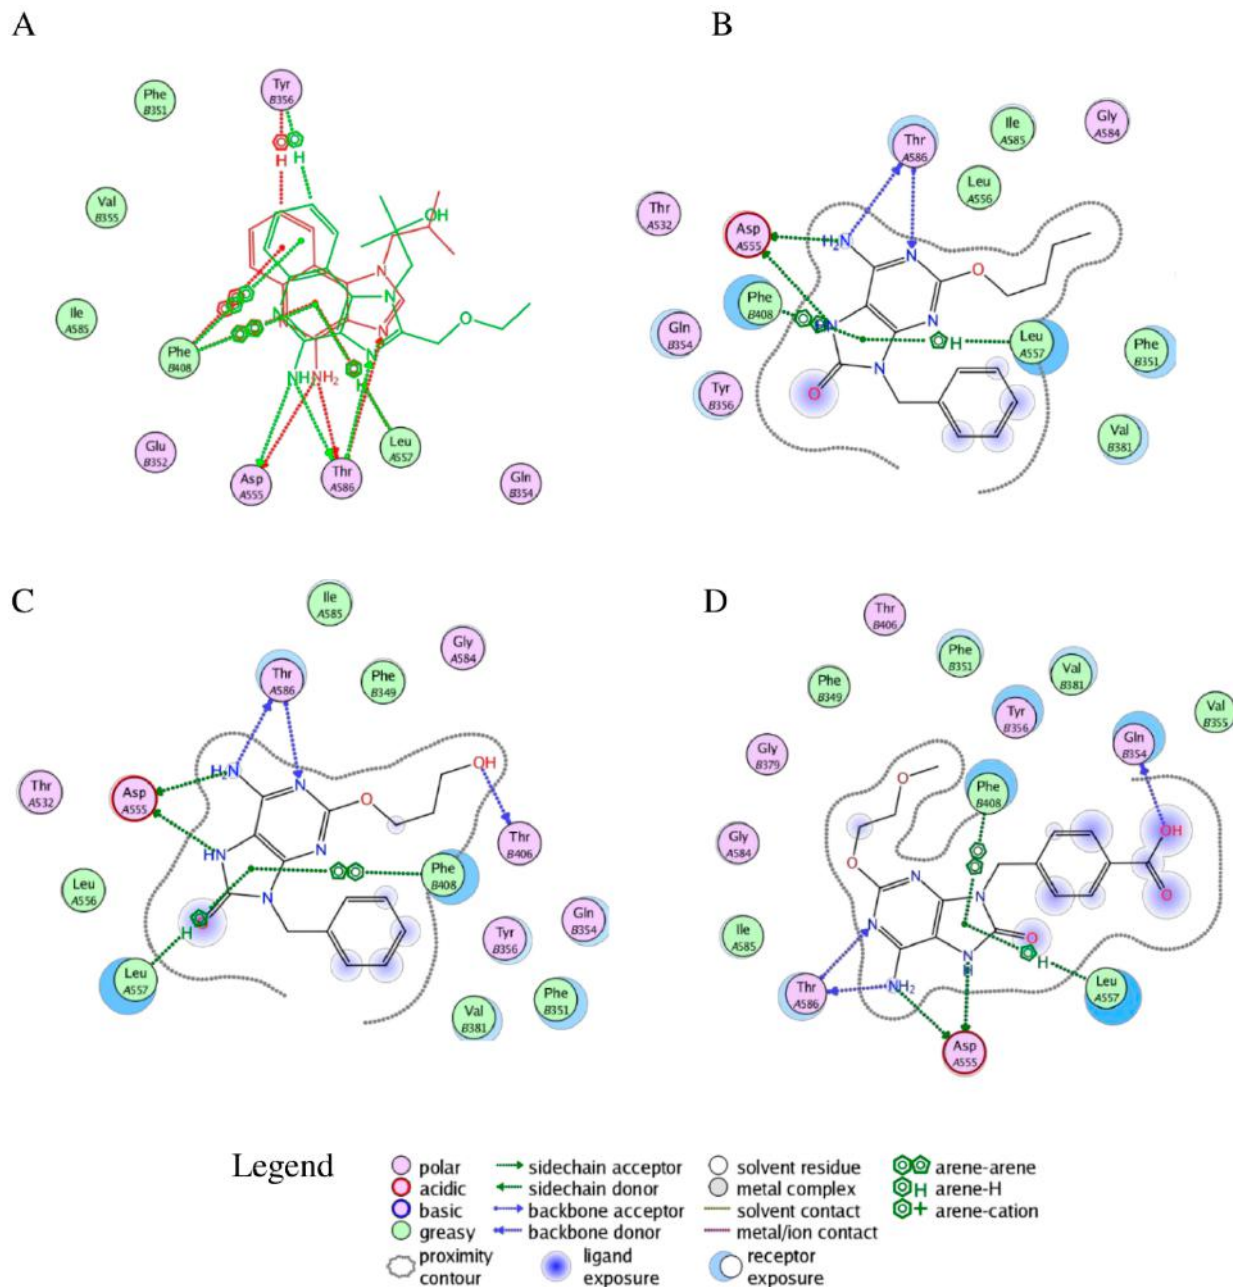 A
Tyr
B356
Phe
B351
H
H
Val
B355
OH
N
N
N
O
Ile
A585
Phe
B408
N
N
NH
NH₂
H
Glu
B352
Leu
A557
Asp
A555
Thr
A586
Gln
B354
B
Ile
A585
Gly
A584
Thr
A586
Leu
A556
Thr
A532
Asp
A555
H₂N
N
O
Phe
B408
HN
N
H
Leu
A557
Phe
B351
Gln
B354
Tyr
B356
O
N
Val
B381
C
Ile
A585
Gly
A584
Thr
A586
Phe
B349
Thr
A532
Asp
A555
H₂N
N
OH
O
HN
N
Thr
B406
Leu
A556
Phe
B408
O
N
H
Tyr
B356
Gln
B354
Leu
A557
Val
B381
Phe
B351
D
Thr
B406
Phe
B351
Val
B381
Phe
B349
Tyr
B356
Val
B355
Gln
B354
Gly
B379
O
Phe
B408
Gly
A584
OH
O
O
N
N
N
O
Ile
A585
N
H
H
Leu
A557
Thr
A586
NH₂
Asp
A555
Legend
polar sidechain acceptor solvent residue arene-arene
acidic sidechain donor metal complex H arene-H
basic backbone acceptor solvent contact + arene-cation
greasy backbone donor metal/ion contact
proximity ligand receptor
contour exposure exposure